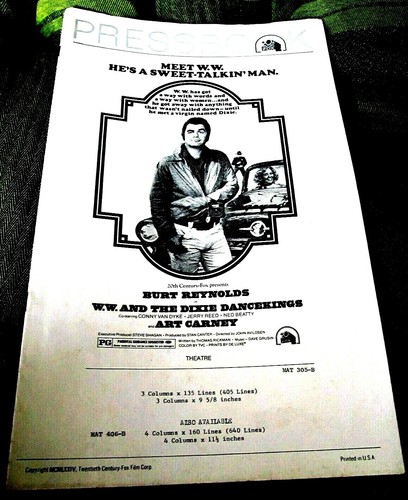 PRESSBOOK
MEET W.W.
HE'S A SWEET-TALKIN' MAN.
W.W. has got
a way with words and
a way with women...and
he got away with anything
that wasn't nailed down—until
he met a virgin named Dixie.
20th Century-Fox presents
BURT REYNOLDS
W.W. AND THE DIXIE DANCEKINGS
CONNY VAN DYKE • JERRY REED • NED BEATTY
and ART CARNEY
Executive Producer STEVE SHAGAN • Produced by STAN CANTER • Directed by JOHN AVILDSEN
PG PARENTAL GUIDANCE SUGGESTED
Written by THOMAS RICKMAN • Music DAVE GRUSIN
COLOR BY TVC • PRINTS BY DE LUXE®
THEATRE
MAT 305-B
3 Columns x 135 Lines (405 Lines)
3 Columns x 9 5/8 inches
ALSO AVAILABLE
MAT 406-B 4 Columns x 160 Lines (640 Lines)
4 Columns x 11½ inches
Copyright MCMLXXIV, Twentieth Century-Fox Film Corp.
Printed in U.S.A